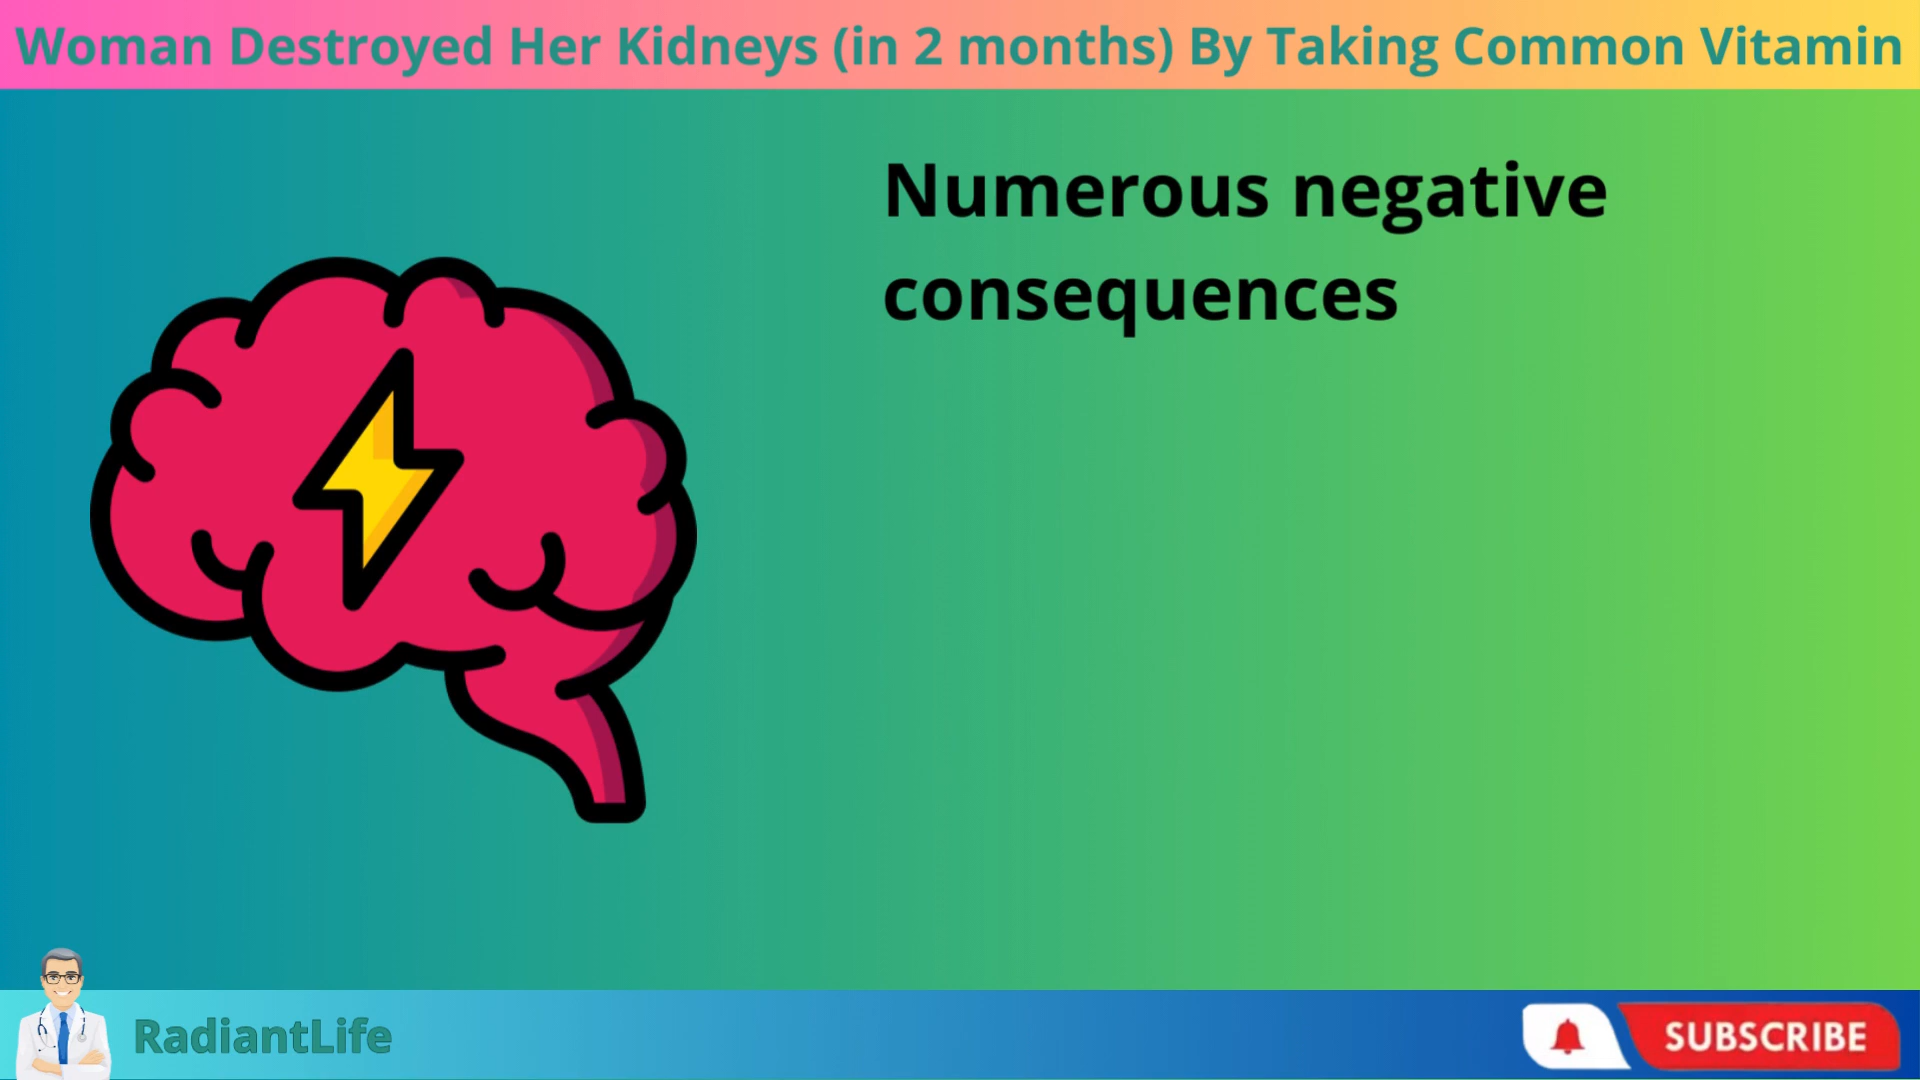 Woman Destroyed Her Kidneys (in 2 months) By Taking Common Vitamin
Numerous negative
consequences
RadiantLife
SUBSCRIBE